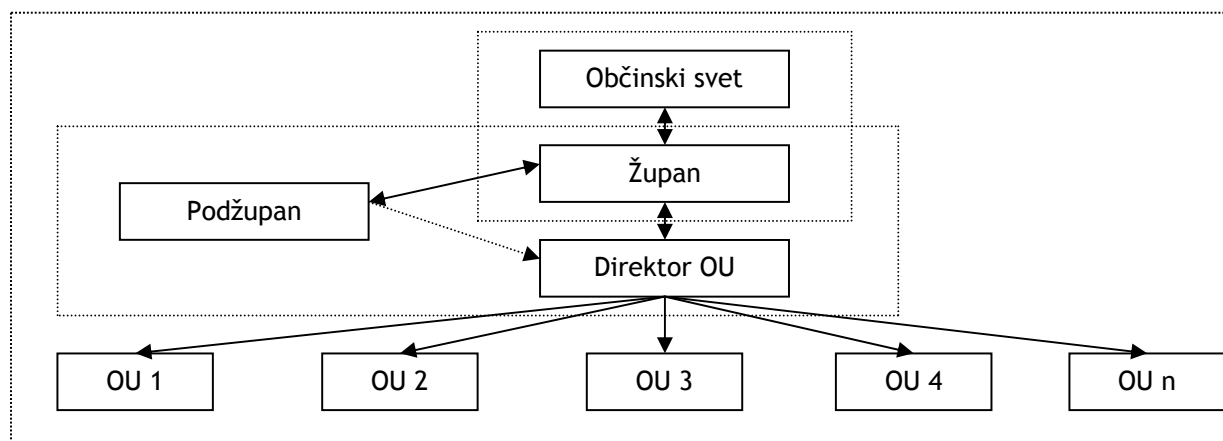 Občinski svet
Župan
Podžupan
Direktor OU
OU 1
OU 2
OU 3
OU 4
OU n